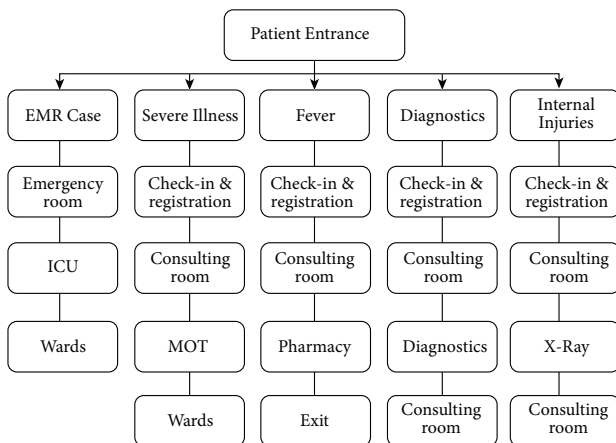 Patient Entrance
EMR Case
Severe Illness
Fever
Diagnostics
Internal
Injuries
Emergency
room
Check-in &
registration
Check-in &
registration
Check-in &
registration
Check-in &
registration
ICU
Consulting
room
Consulting
room
Consulting
room
Consulting
room
Wards
MOT
Pharmacy
Diagnostics
X-Ray
Wards
Exit
Consulting
room
Consulting
room